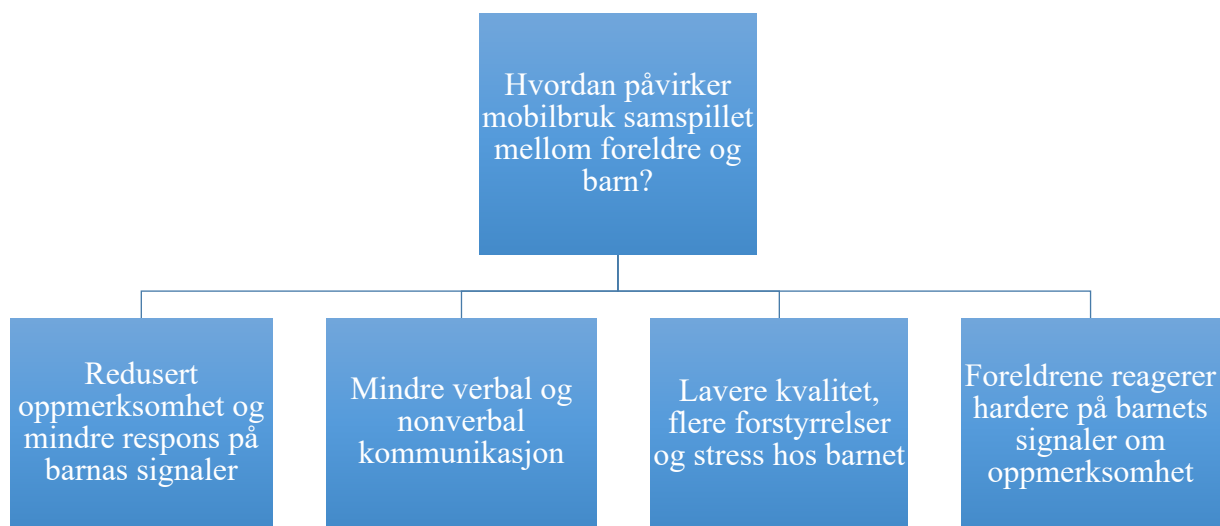 Hvordan påvirker
mobilbruk samspillet
mellom foreldre og
barn?
Redusert
oppmerksomhet og
mindre respons på
barnas signaler
Mindre verbal og
nonverbal
kommunikasjon
Lavere kvalitet,
flere forstyrrelser
og stress hos barnet
Foreldrene reagerer
hardere på barnets
signaler om
oppmerksomhet